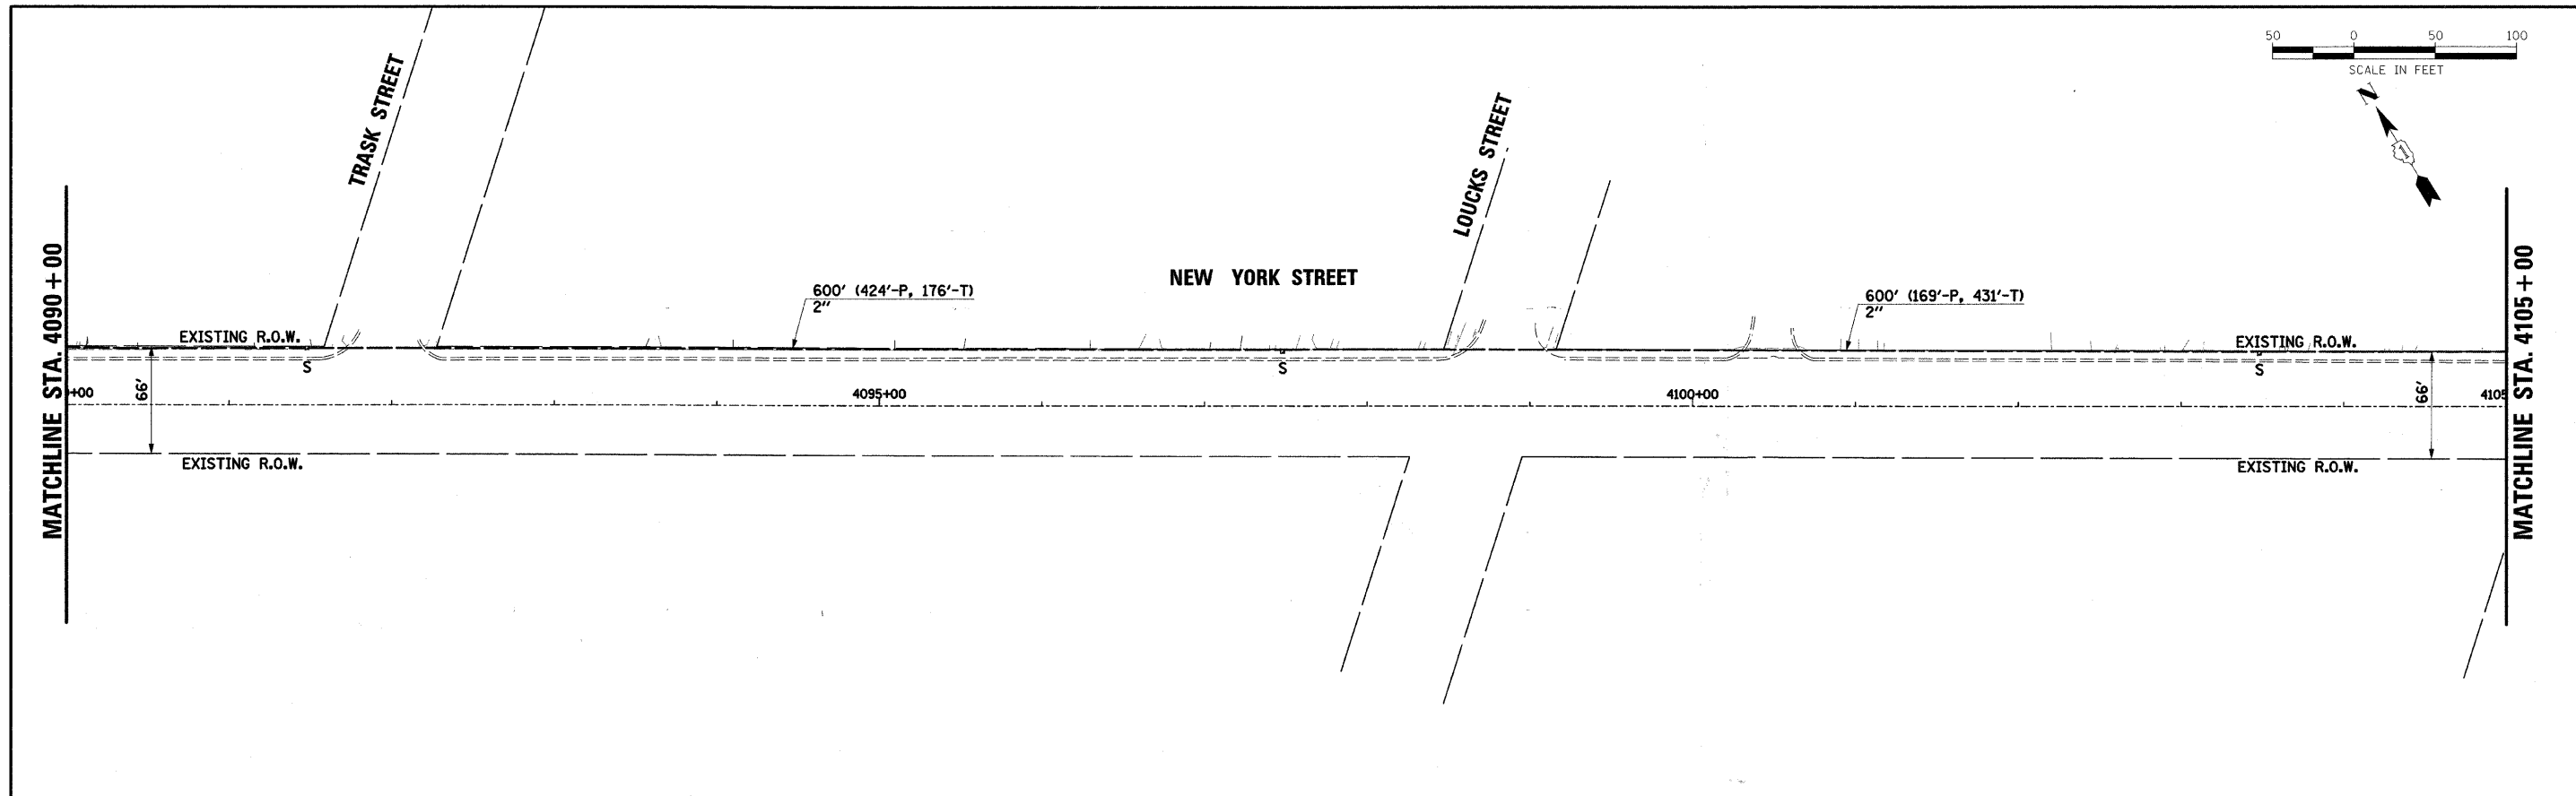 50 0 50 100
SCALE IN FEET
N
TRASK STREET
LOUCKS STREET
NEW YORK STREET
MATCHLINE STA. 4090+00
MATCHLINE STA. 4105+00
600' (424'-P, 176'-T)
2"
600' (169'-P, 431'-T)
2"
EXISTING R.O.W.
EXISTING R.O.W.
S
S
S
66'
66'
+00
4095+00
4100+00
4105
EXISTING R.O.W.
EXISTING R.O.W.